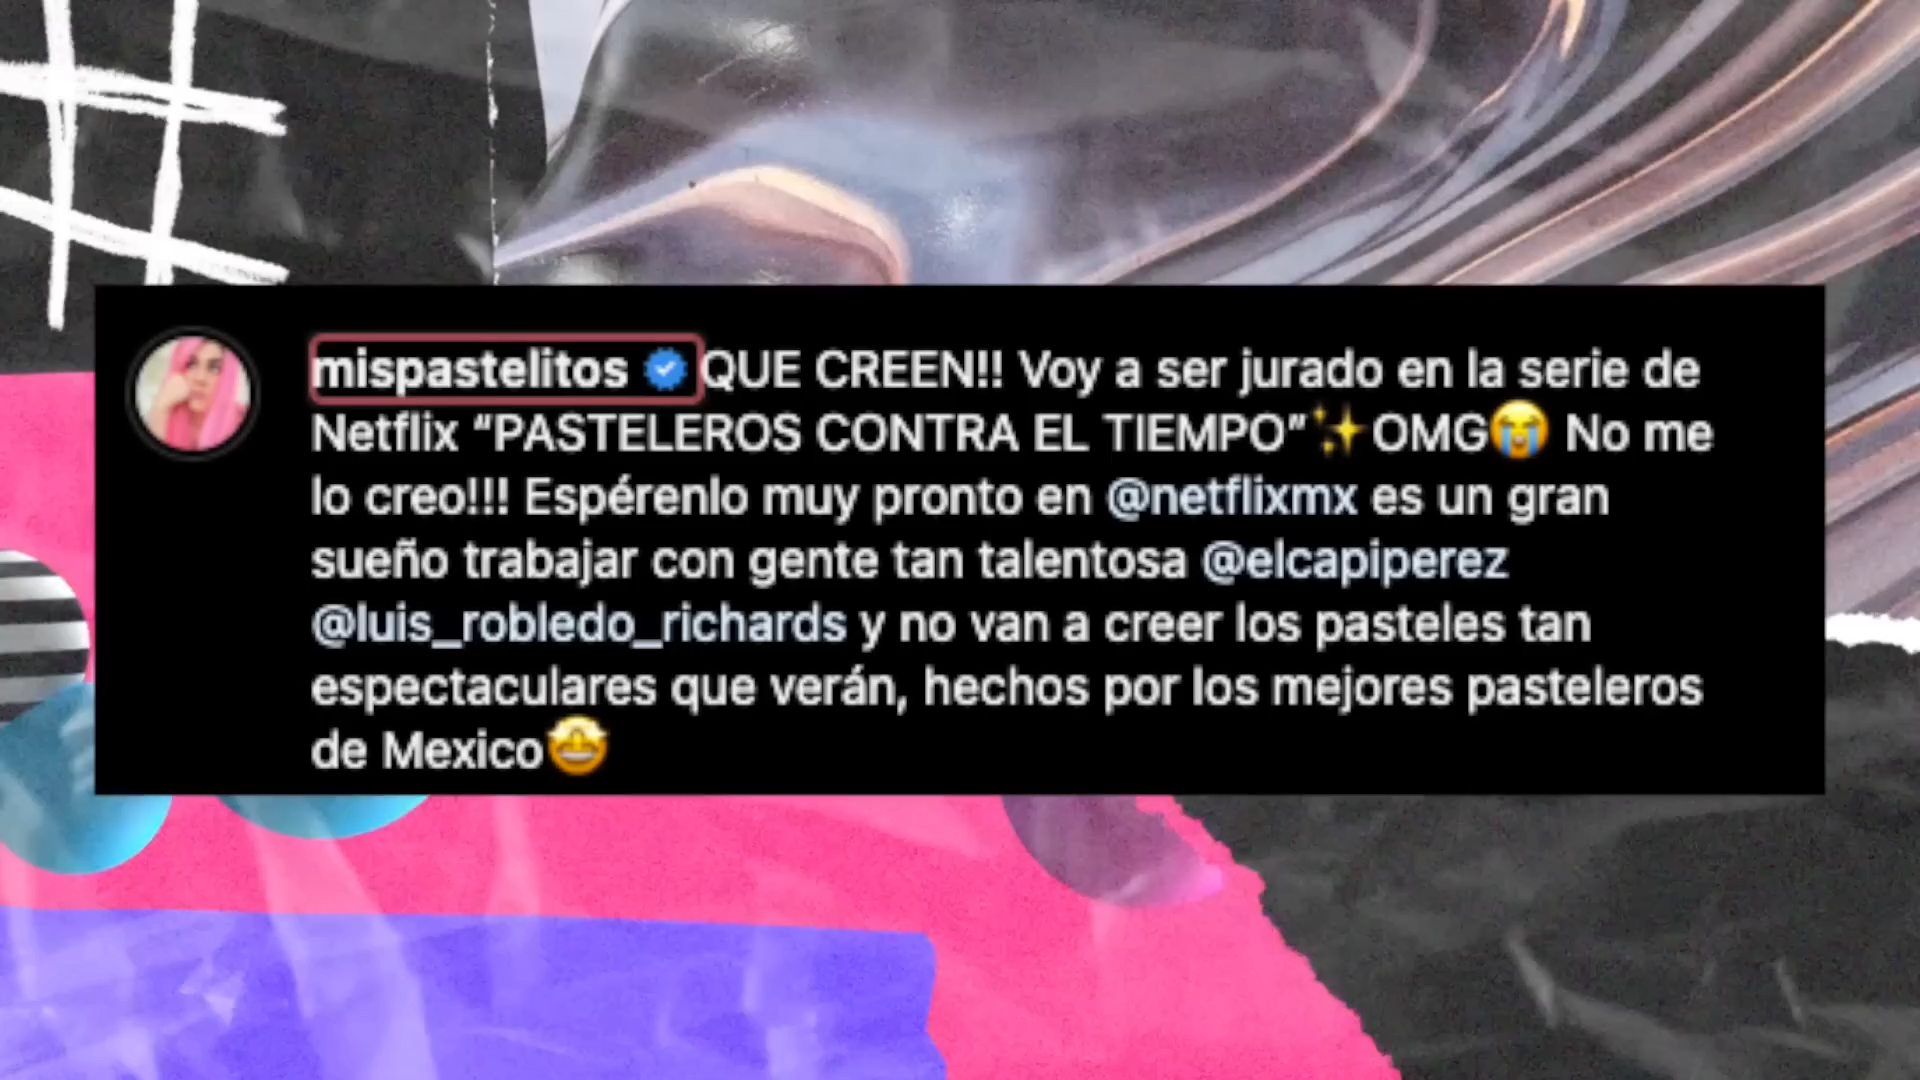 mispastelitos QUE CREEN!! Voy a ser jurado en la serie de
Netflix “PASTELEROS CONTRA EL TIEMPO”✨OMG😭 No me
lo creo!!! Espérenlo muy pronto en @netflixmx es un gran
sueño trabajar con gente tan talentosa @elcapiperez
@luis_robledo_richards y no van a creer los pasteles tan
espectaculares que verán, hechos por los mejores pasteleros
de Mexico🤩